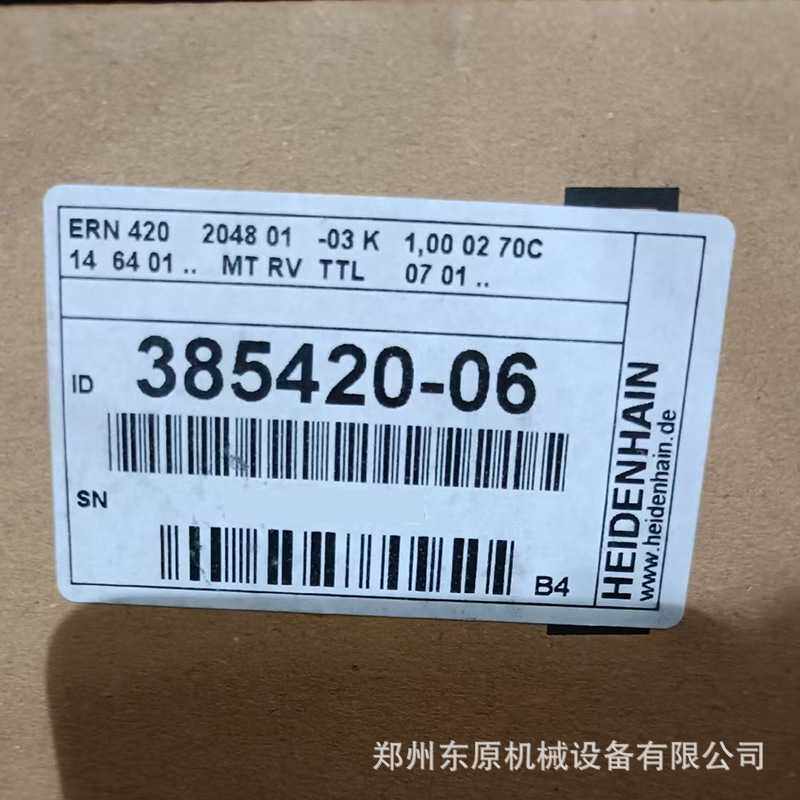 ERN 420 2048 01 -03 K 1,00 02 70C
14 64 01 .. MT RV TTL 07 01 ..
ID 385420-06
SN
B4
HEIDENHAIN
www.heidenhain.de
郑州东原机械设备有限公司